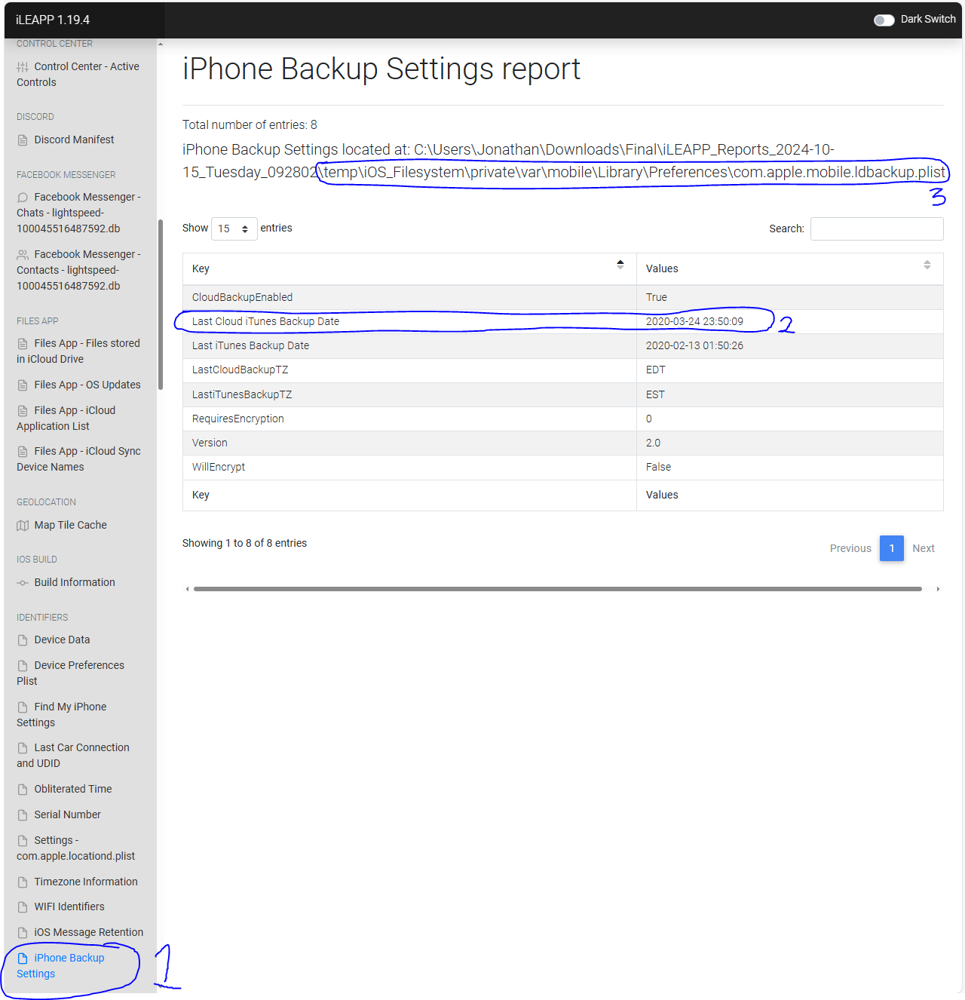 iLEAPP 1.19.4
Dark Switch
CONTROL CENTER
Control Center - Active
Controls
DISCORD
Discord Manifest
FACEBOOK MESSENGER
Facebook Messenger -
Chats - lightspeed-
100045516487592.db
Facebook Messenger -
Contacts - lightspeed-
100045516487592.db
FILES APP
Files App - Files stored
in iCloud Drive
Files App - OS Updates
Files App - iCloud
Application List
Files App - iCloud Sync
Device Names
GEOLOCATION
Map Tile Cache
IOS BUILD
Build Information
IDENTIFIERS
Device Data
Device Preferences
Plist
Find My iPhone
Settings
Last Car Connection
and UDID
Obliterated Time
Serial Number
Settings -
com.apple.locationd.plist
Timezone Information
WIFI Identifiers
iOS Message Retention
iPhone Backup
Settings
1
iPhone Backup Settings report
Total number of entries: 8
iPhone Backup Settings located at: C:\Users\Jonathan\Downloads\Final\iLEAPP_Reports_2024-10-
15_Tuesday_092802\temp\iOS_Filesystem\private\var\mobile\Library\Preferences\com.apple.mobile.ldbackup.plist
3
Show 15 entries
Search:
Key Values
CloudBackupEnabled True
Last Cloud iTunes Backup Date 2020-03-24 23:50:09 2
Last iTunes Backup Date 2020-02-13 01:50:26
LastCloudBackupTZ EDT
LastiTunesBackupTZ EST
RequiresEncryption 0
Version 2.0
WillEncrypt False
Key Values
Showing 1 to 8 of 8 entries
Previous 1 Next